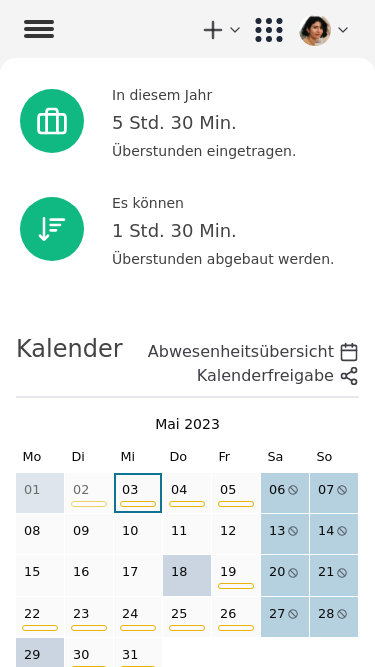 In diesem Jahr
5 Std. 30 Min.
Überstunden eingetragen.
Es können
1 Std. 30 Min.
Überstunden abgebaut werden.
Kalender
Abwesenheitsübersicht
Kalenderfreigabe
Mai 2023
Mo Di Mi Do Fr Sa So
01 02 03 04 05 06 07
08 09 10 11 12 13 14
15 16 17 18 19 20 21
22 23 24 25 26 27 28
29 30 31